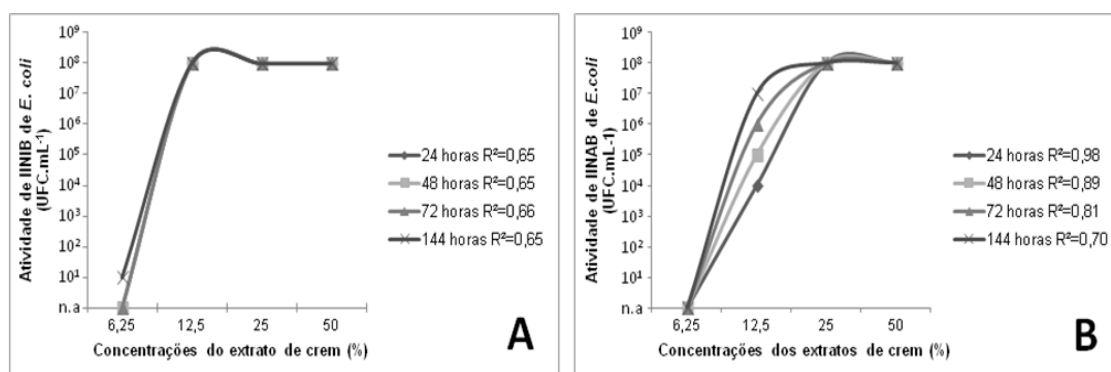 Atividade de IINIB de E. coli
(UFC.mL⁻¹)
10⁹
10⁸
10⁷
10⁶
10⁵
10⁴
10³
10²
10¹
n.a
6,25
12,5
25
50
Concentrações do extrato de crem (%)
24 horas R²=0,65
48 horas R²=0,65
72 horas R²=0,66
144 horas R²=0,65
A
Atividade de IINAB de E.coli
(UFC.mL-1)
10⁹
10⁸
10⁷
10⁶
10⁵
10⁴
10³
10²
10¹
n.a
6,25
12,5
25
50
Concentrações dos extratos de crem (%)
24 horas R²=0,98
48 horas R²=0,89
72 horas R²=0,81
144 horas R²=0,70
B